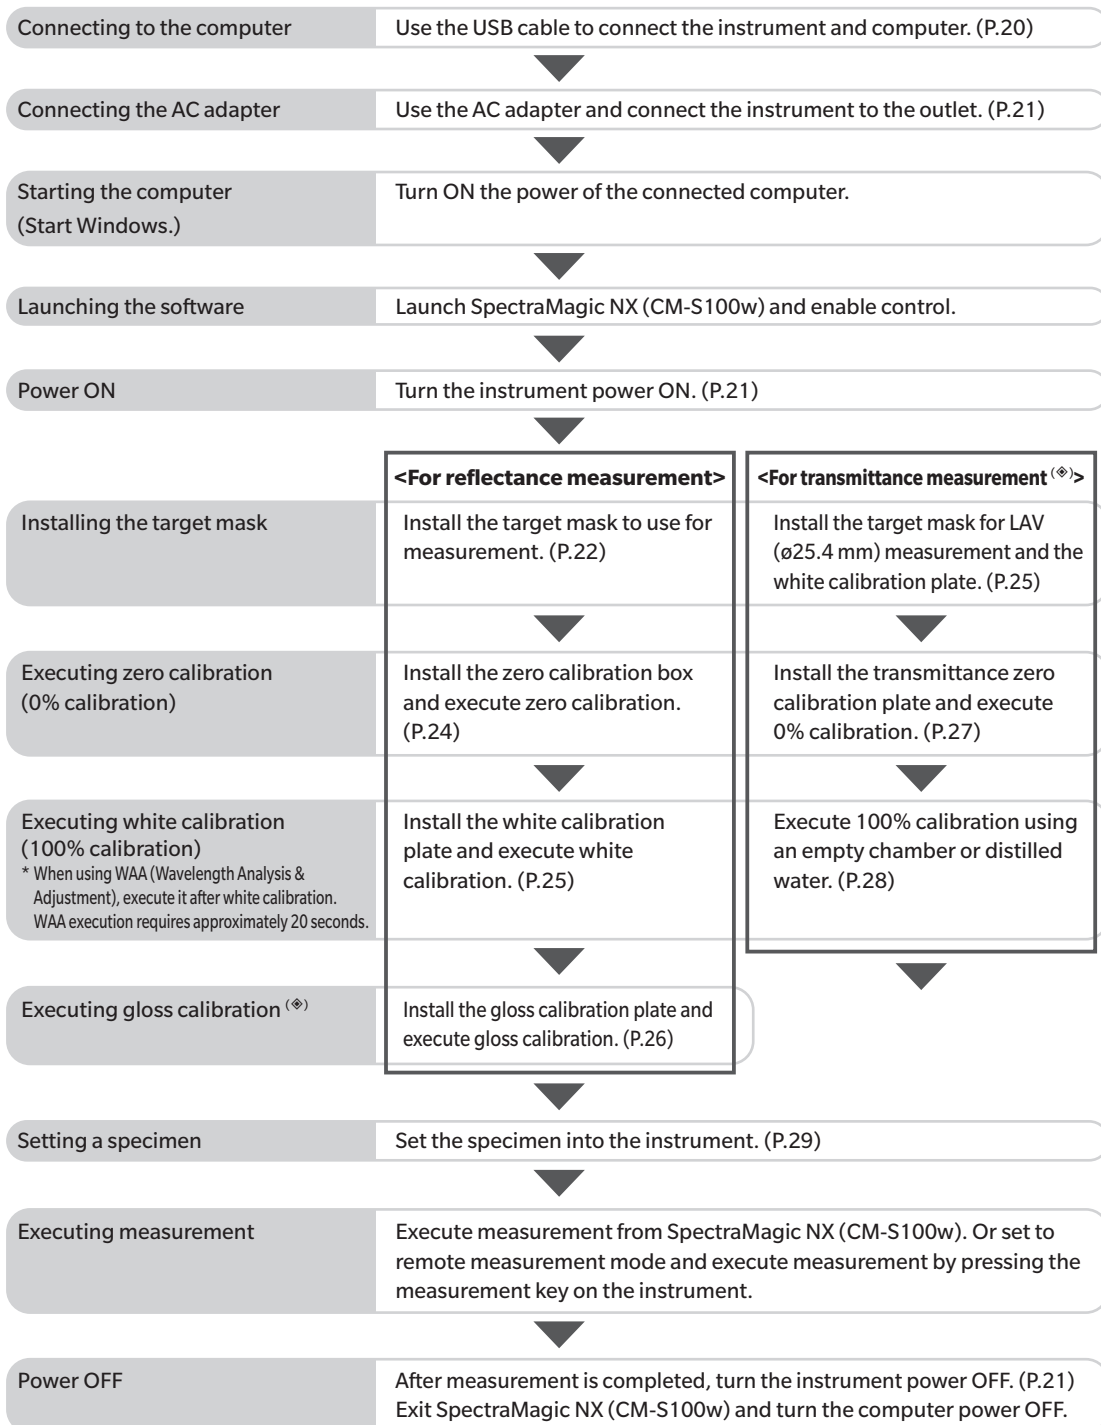 Connecting to the computer
Use the USB cable to connect the instrument and computer. (P.20)
Connecting the AC adapter
Use the AC adapter and connect the instrument to the outlet. (P.21)
Starting the computer
(Start Windows.)
Turn ON the power of the connected computer.
Launching the software
Launch SpectraMagic NX (CM-S100w) and enable control.
Power ON
Turn the instrument power ON. (P.21)
<For reflectance measurement>
<For transmittance measurement (◈)>
Installing the target mask
Install the target mask to use for
measurement. (P.22)
Install the target mask for LAV
(ø25.4 mm) measurement and the
white calibration plate. (P.25)
Executing zero calibration
(0% calibration)
Install the zero calibration box
and execute zero calibration.
(P.24)
Install the transmittance zero
calibration plate and execute
0% calibration. (P.27)
Executing white calibration
(100% calibration)
* When using WAA (Wavelength Analysis &
Adjustment), execute it after white calibration.
WAA execution requires approximately 20 seconds.
Install the white calibration
plate and execute white
calibration. (P.25)
Execute 100% calibration using
an empty chamber or distilled
water. (P.28)
Executing gloss calibration (◈)
Install the gloss calibration plate and
execute gloss calibration. (P.26)
Setting a specimen
Set the specimen into the instrument. (P.29)
Executing measurement
Execute measurement from SpectraMagic NX (CM-S100w). Or set to
remote measurement mode and execute measurement by pressing the
measurement key on the instrument.
Power OFF
After measurement is completed, turn the instrument power OFF. (P.21)
Exit SpectraMagic NX (CM-S100w) and turn the computer power OFF.